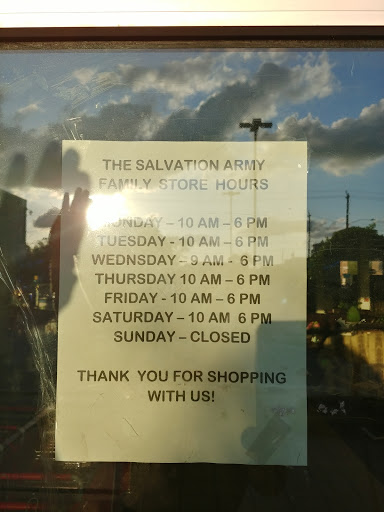 THE SALVATION ARMY
FAMILY STORE HOURS
MONDAY – 10 AM – 6 PM
TUESDAY - 10 AM – 6 PM
WEDNSDAY – 9 AM - 6 PM
THURSDAY 10 AM – 6 PM
FRIDAY - 10 AM – 6 PM
SATURDAY – 10 AM 6 PM
SUNDAY – CLOSED
THANK YOU FOR SHOPPING
WITH US!